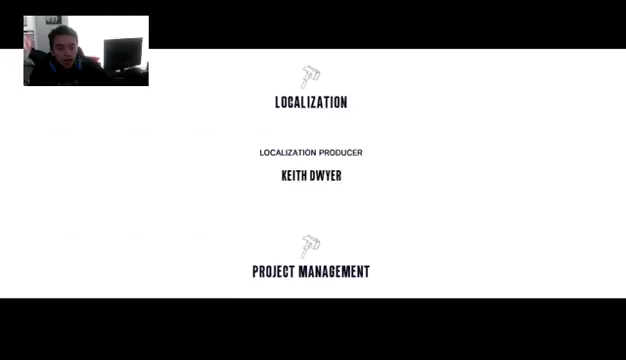 LOCALIZATION
LOCALIZATION PRODUCER
KEITH DWYER
PROJECT MANAGEMENT